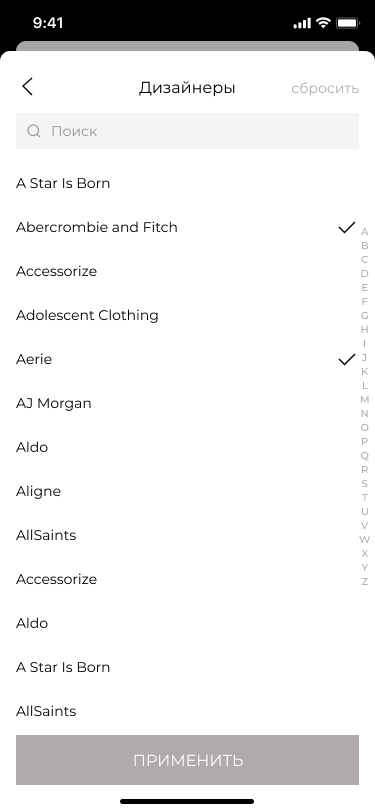 9:41
Дизайнеры
сбросить
Поиск
A Star Is Born
Abercrombie and Fitch
Accessorize
Adolescent Clothing
Aerie
AJ Morgan
Aldo
Aligne
AllSaints
Accessorize
Aldo
A Star Is Born
AllSaints
A
B
C
D
E
F
G
H
I
J
K
L
M
N
O
P
Q
R
S
T
U
V
W
X
Y
Z
ПРИМЕНИТЬ